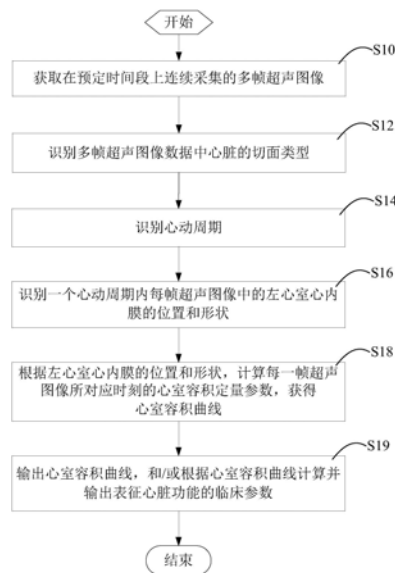 开始
S10
获取在预定时间段上连续采集的多帧超声图像
S12
识别多帧超声图像数据中心脏的切面类型
S14
识别心动周期
S16
识别一个心动周期内每帧超声图像中的左心室心内
膜的位置和形状
S18
根据左心室心内膜的位置和形状，计算每一帧超声
图像所对应时刻的心室容积定量参数，获得
心室容积曲线
S19
输出心室容积曲线，和/或根据心室容积曲线计算并
输出表征心脏功能的临床参数
结束